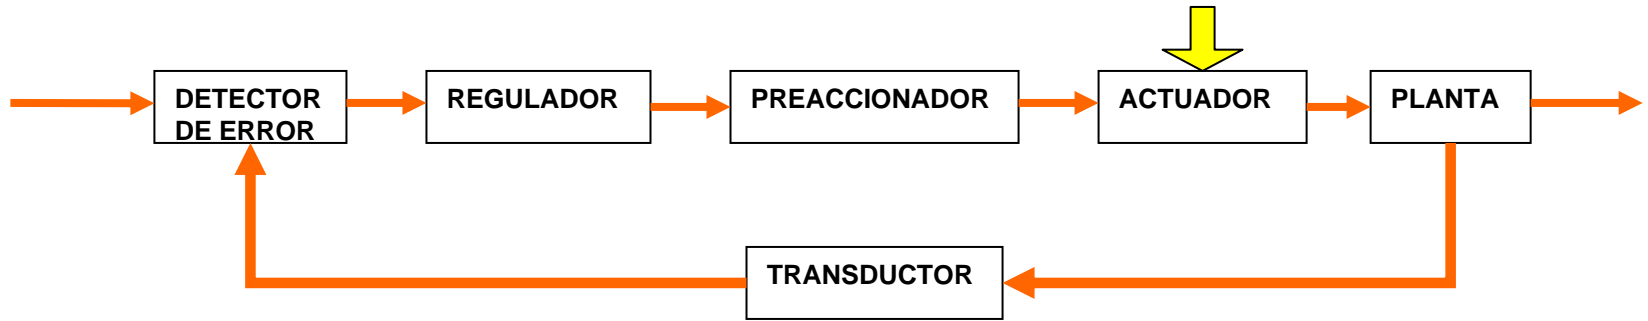 DETECTOR
DE ERROR
REGULADOR
PREACCIONADOR
ACTUADOR
PLANTA
TRANSDUCTOR